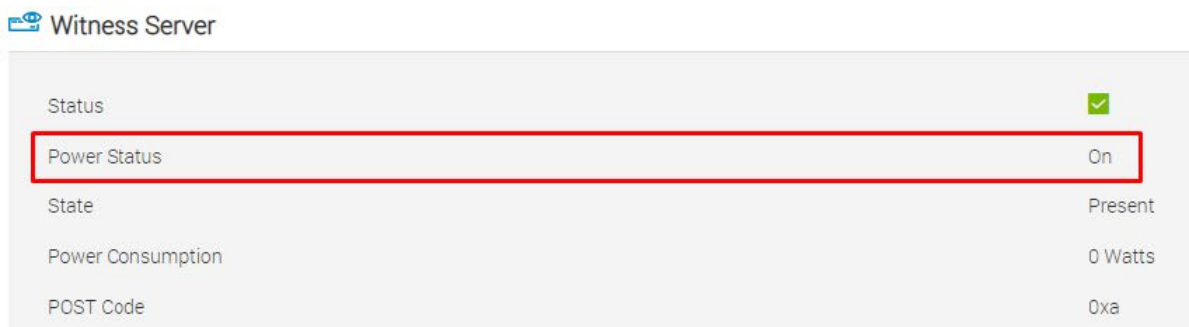 Witness Server
Status
Power Status On
State Present
Power Consumption 0 Watts
POST Code 0xa